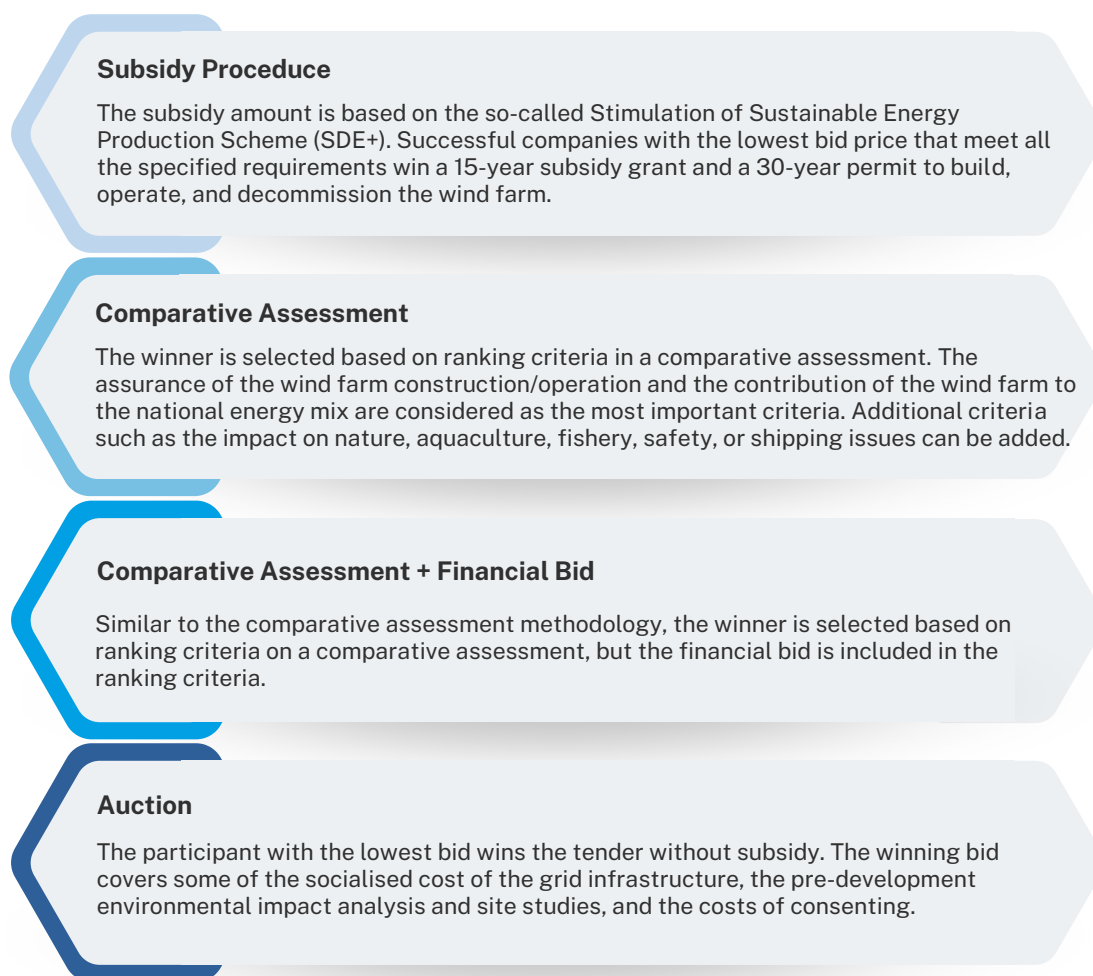 Subsidy Produce
The subsidy amount is based on the so-called Stimulation of Sustainable Energy
Production Scheme (SDE+). Successful companies with the lowest bid price that meet all
the specified requirements win a 15-year subsidy grant and a 30-year permit to build,
operate, and decommission the wind farm.
Comparative Assessment
The winner is selected based on ranking criteria in a comparative assessment. The
assurance of the wind farm construction/operation and the contribution of the wind farm to
the national energy mix are considered as the most important criteria. Additional criteria
such as the impact on nature, aquaculture, fishery, safety, or shipping issues can be added.
Comparative Assessment + Financial Bid
Similar to the comparative assessment methodology, the winner is selected based on
ranking criteria on a comparative assessment, but the financial bid is included in the
ranking criteria.
Auction
The participant with the lowest bid wins the tender without subsidy. The winning bid
covers some of the socialised cost of the grid infrastructure, the pre-development
environmental impact analysis and site studies, and the costs of consenting.